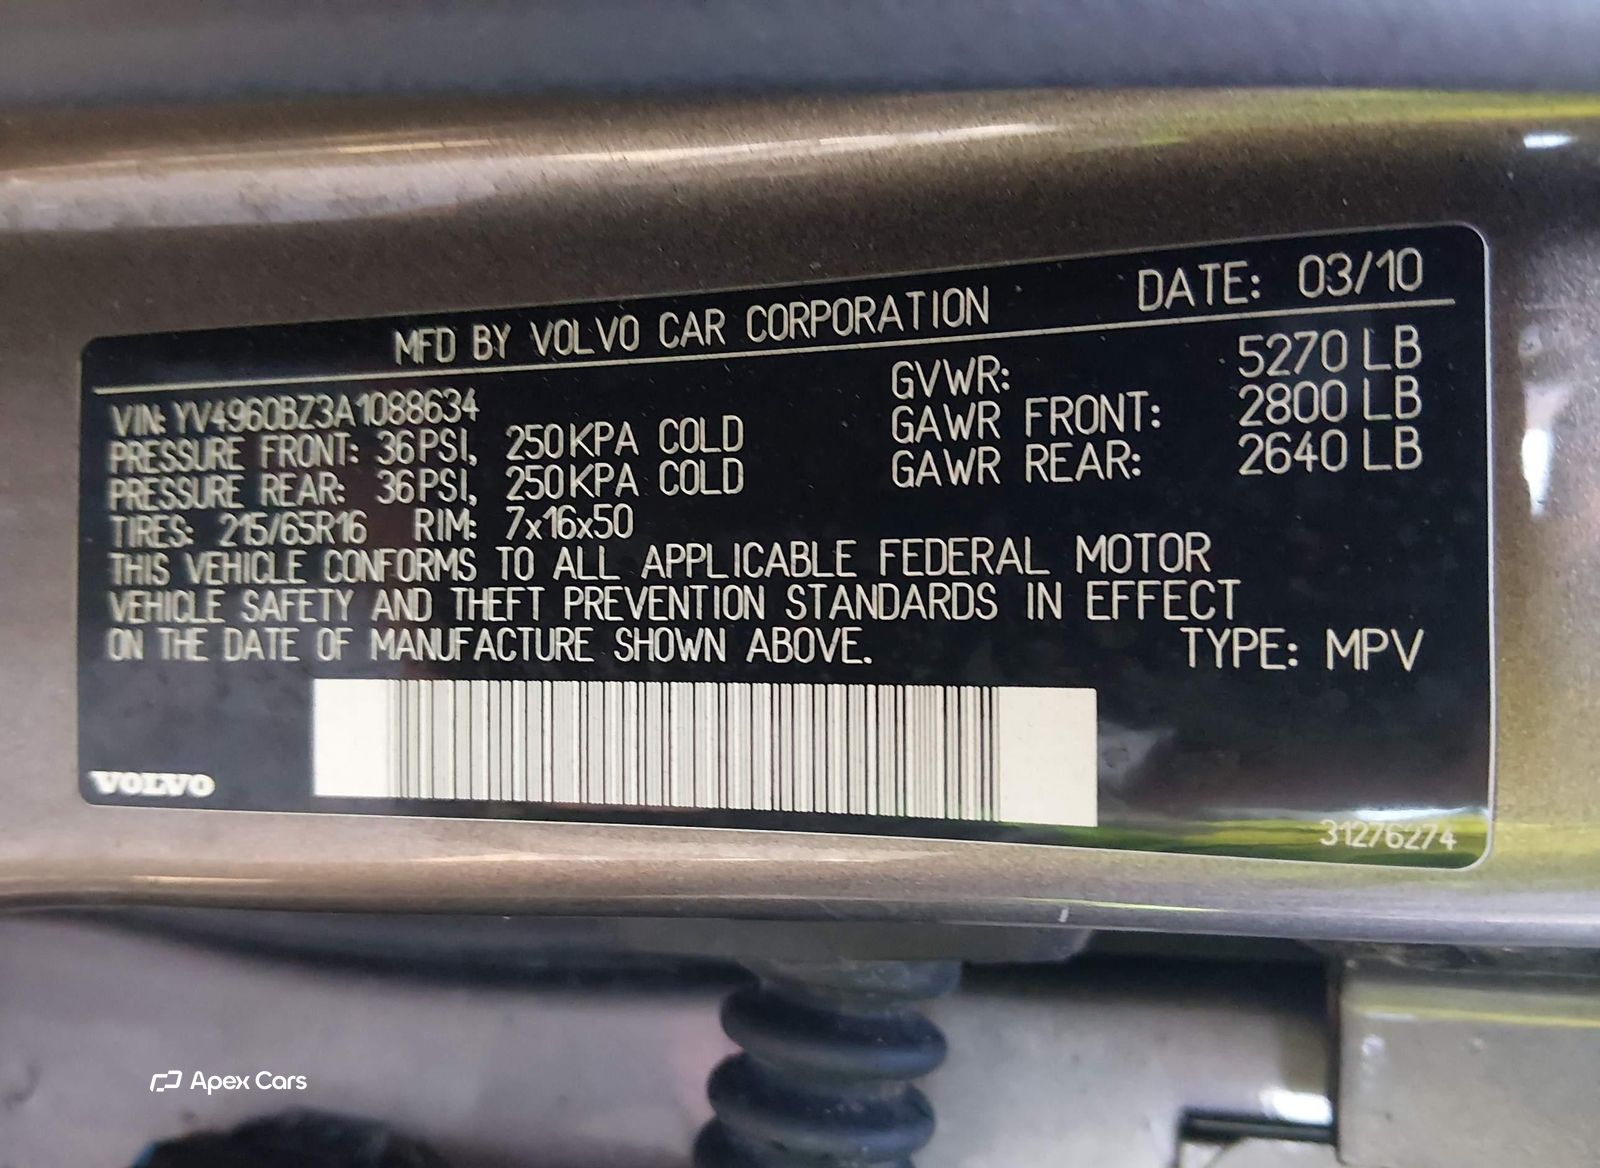 MFD BY VOLVO CAR CORPORATION DATE: 03/10
VIN: YV4960BZ3A1088634 GVWR: 5270 LB
PRESSURE FRONT: 36PSI, 250KPA COLD GAWR FRONT: 2800 LB
PRESSURE REAR: 36PSI, 250KPA COLD GAWR REAR: 2640 LB
TIRES: 215/65R16 RIM: 7x16x50
THIS VEHICLE CONFORMS TO ALL APPLICABLE FEDERAL MOTOR
VEHICLE SAFETY AND THEFT PREVENTION STANDARDS IN EFFECT
ON THE DATE OF MANUFACTURE SHOWN ABOVE. TYPE: MPV
VOLVO
31276274
Apex Cars